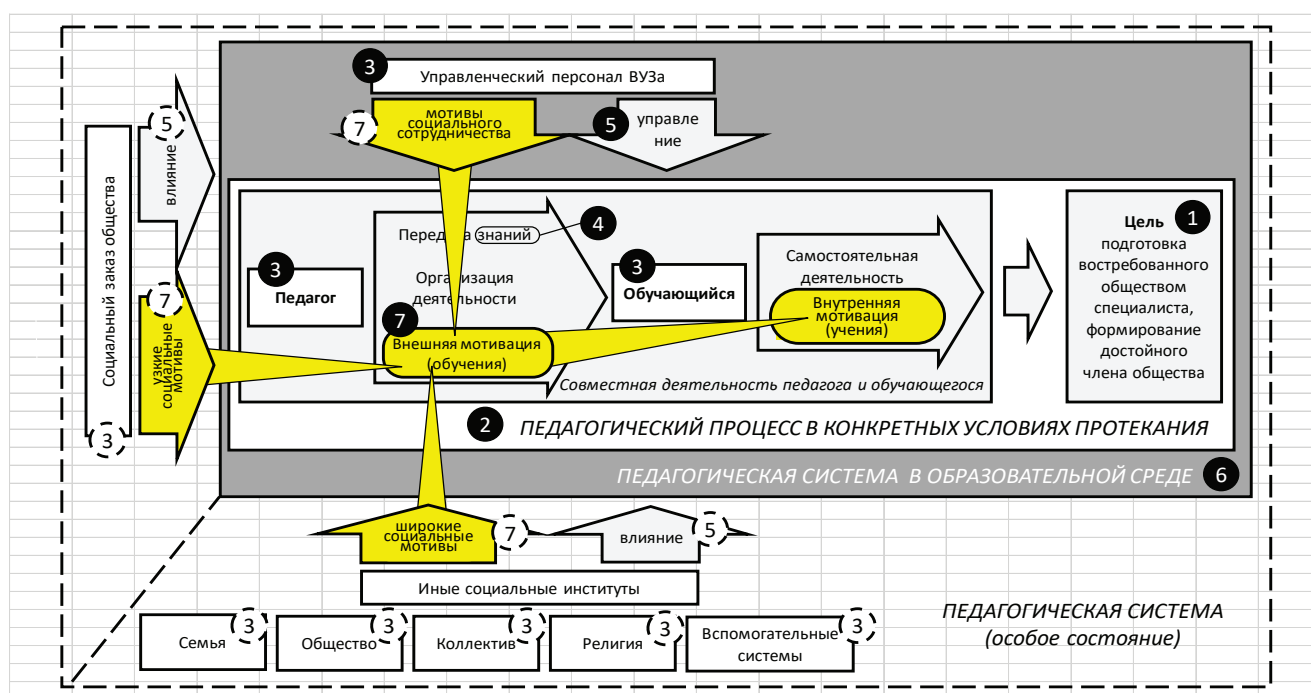 3
Управленческий персонал ВУЗа
7
мотивы
социального
сотрудничества
5
управле
ние
Социальный заказ общества
3
5
влияние
7
узкие
социальные
мотивы
3
Педагог
Передача знаний
4
Организация
деятельности
7
Внешняя мотивация
(обучения)
3
Обучающийся
Самостоятельная
деятельность
Внутренняя
мотивация
(учения)
Совместная деятельность педагога и обучающегося
1
Цель
подготовка
востребованного
обществом
специалиста,
формирование
достойного
члена общества
2
ПЕДАГОГИЧЕСКИЙ ПРОЦЕСС В КОНКРЕТНЫХ УСЛОВИЯХ ПРОТЕКАНИЯ
ПЕДАГОГИЧЕСКАЯ СИСТЕМА В ОБРАЗОВАТЕЛЬНОЙ СРЕДЕ 6
широкие
социальные
мотивы
7
влияние
5
Иные социальные институты
Семья
3
Общество
3
Коллектив
3
Религия
3
Вспомогательные
системы
3
ПЕДАГОГИЧЕСКАЯ СИСТЕМА
(особое состояние)